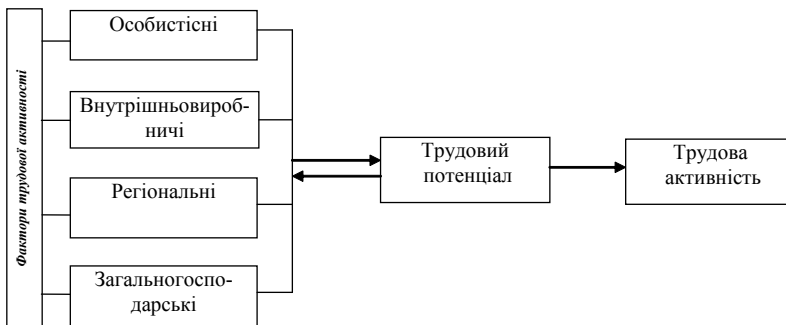 Фактори трудової активності
Особистісні
Внутрішньовироб-
ничі
Регіональні
Загальногоспо-
дарські
Трудовий
потенціал
Трудова
активність